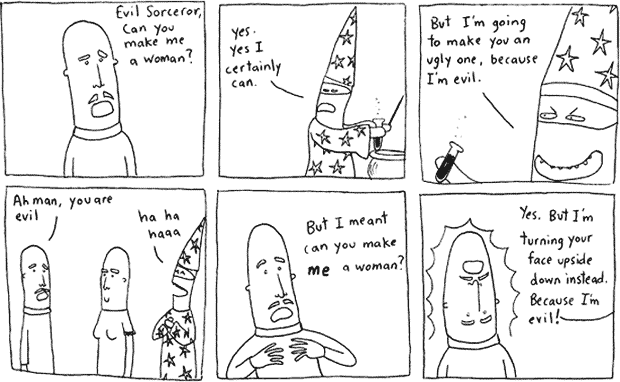 Evil Sorceror,
Can you
make me
a woman?
yes.
yes I
certainly
can.
But I'm going
to make you an
ugly one, because
I'm evil.
Ah man, you are
evil
ha ha
haaa
But I meant
can you make
me a woman?
Yes. But I'm
turning your
face upside
down instead.
Because I'm
evil!